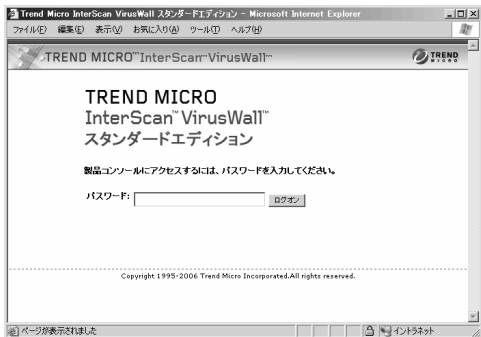 Trend Micro InterScan VirusWall スタンダードエディション - Microsoft Internet Explorer
ファイル(F) 編集(E) 表示(V) お気に入り(A) ツール(T) ヘルプ(H)
TREND MICRO™InterScan™VirusWall™
TREND MICRO
TREND MICRO
InterScan™VirusWall™
スタンダードエディション
製品コンソールにアクセスするには、パスワードを入力してください。
パスワード:
ログオン
Copyright 1995-2006 Trend Micro Incorporated.All rights reserved.
ページが表示されました
イントラネット